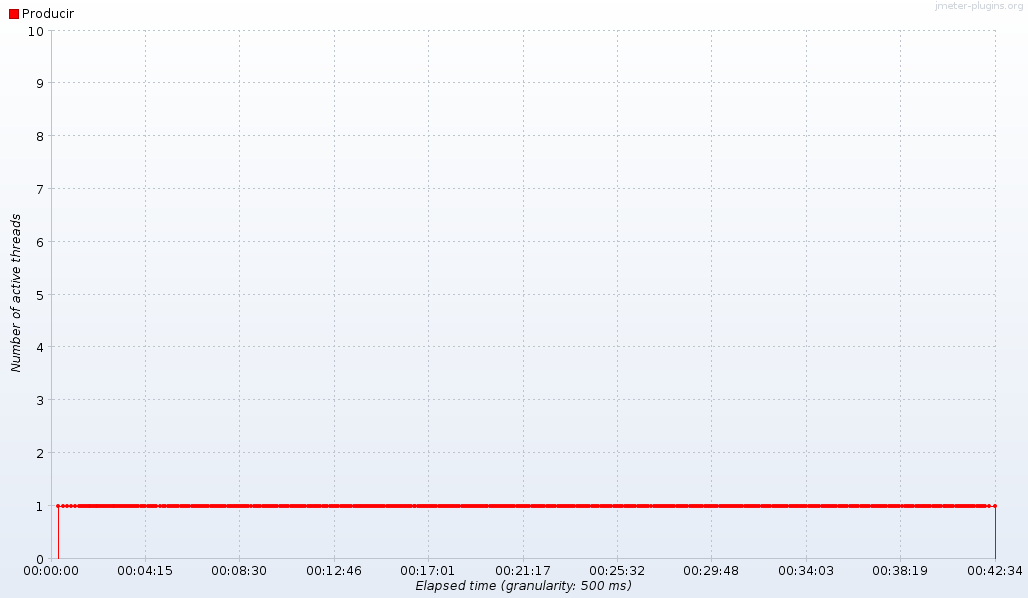 jmeter-plugins.org
Producir
10
9
8
7
6
5
4
3
2
1
0
Number of active threads
00:00:00 00:04:15 00:08:30 00:12:46 00:17:01 00:21:17 00:25:32 00:29:48 00:34:03 00:38:19 00:42:34
Elapsed time (granularity: 500 ms)